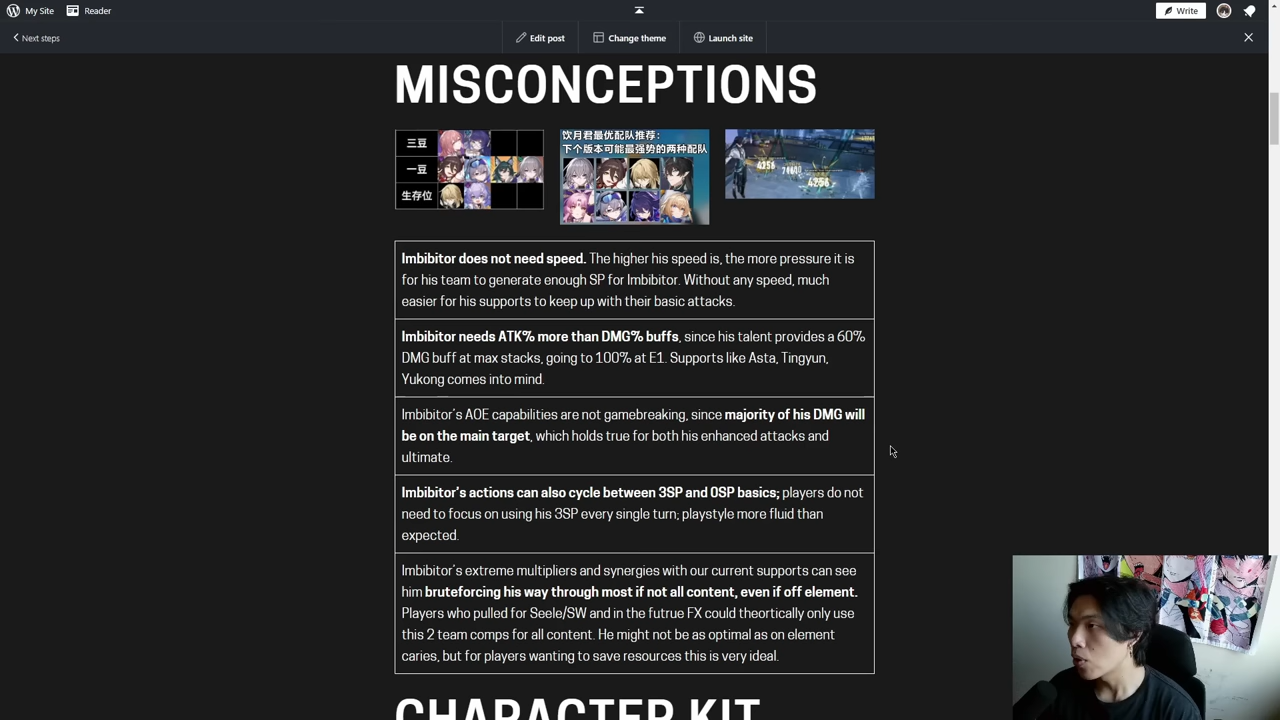 My Site
Reader
Write
Next steps
Edit post
Change theme
Launch site
MISCONCEPTIONS
三豆
一豆
生存位
饮月君最优配队推荐：
下个版本可能最强势的两种配队
4256
4256
Imbibitor does not need speed. The higher his speed is, the more pressure it is
for his team to generate enough SP for Imbibitor. Without any speed, much
easier for his supports to keep up with their basic attacks.
Imbibitor needs ATK% more than DMG% buffs, since his talent provides a 60%
DMG buff at max stacks, going to 100% at E1. Supports like Asta, Tingyun,
Yukong comes into mind.
Imbibitor's AOE capabilities are not gamebreaking, since majority of his DMG will
be on the main target, which holds true for both his enhanced attacks and
ultimate.
Imbibitor's actions can also cycle between 3SP and 0SP basics; players do not
need to focus on using his 3SP every single turn; playstyle more fluid than
expected.
Imbibitor's extreme multipliers and synergies with our current supports can see
him bruteforcing his way through most if not all content, even if off element.
Players who pulled for Seele/SW and in the futrue FX could theortically only use
this 2 team comps for all content. He might not be as optimal as on element
caries, but for players wanting to save resources this is very ideal.
CHARACTER KIT